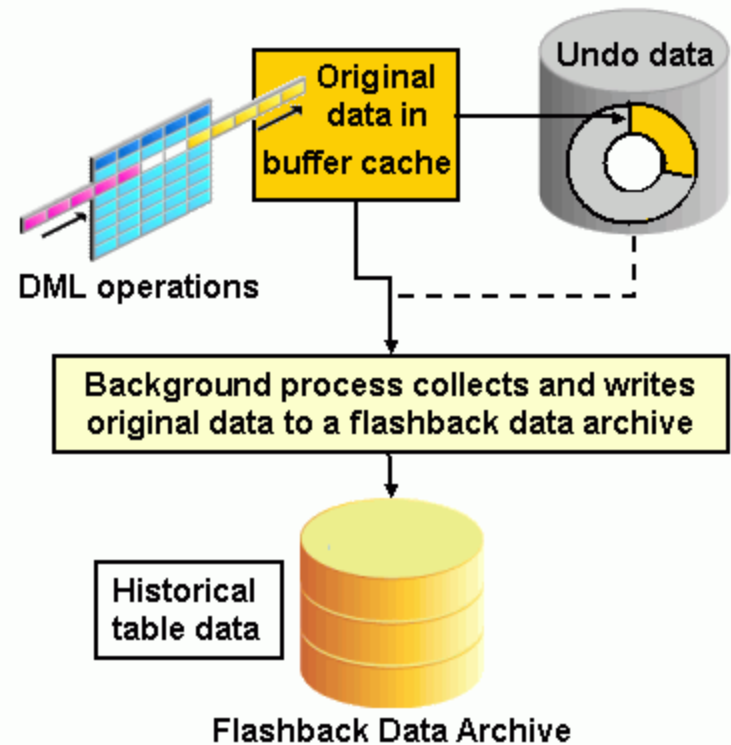 Original
data in
buffer cache
Undo data
DML operations
Background process collects and writes
original data to a flashback data archive
Historical
table data
Flashback Data Archive